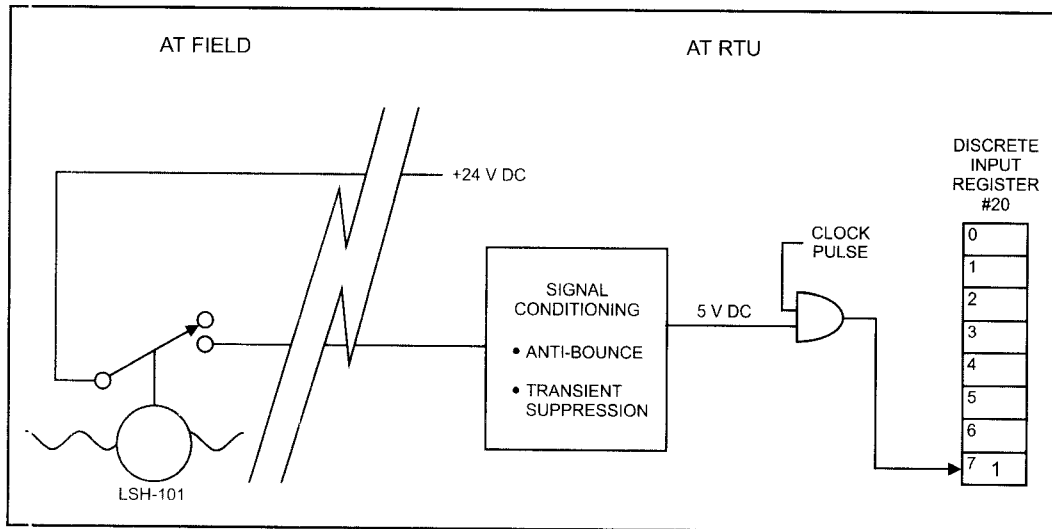 AT FIELD
AT RTU
+24 V DC
LSH-101
SIGNAL
CONDITIONING
• ANTI-BOUNCE
• TRANSIENT
SUPPRESSION
5 V DC
CLOCK
PULSE
DISCRETE
INPUT
REGISTER
#20
0
1
2
3
4
5
6
7 1